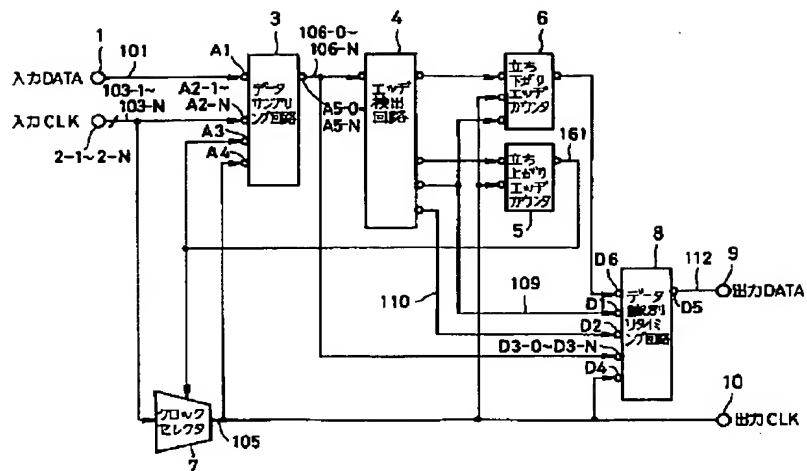 1
101
入力DATA
103-1~
103-N
入力CLK
2-1~2-N
A1
A2-1~
A2-N
A3
A4
3
データ
サンプリ
ング回路
106-0~
106-N
A5-0~
A5-N
4
エッヂ
検出
回路
6
立ち
下がり
エッヂ
カウンタ
161
立ち
上がり
エッヂ
カウンタ
5
110
109
8
D6
D1
D2
D3-0~D3-N
D4
データ
リタイミ
ング回路
D5
112
9
出力DATA
10
出力CLK
クロック
セレクタ
7
105